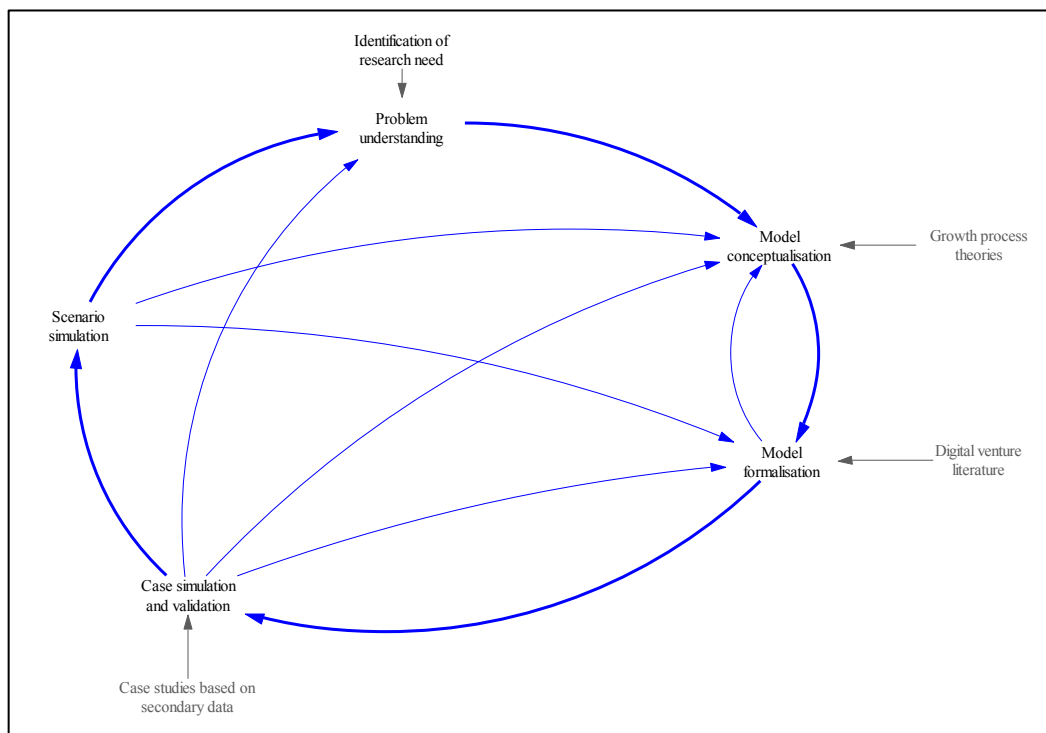 Identification of
research need
Problem
understanding
Model
conceptualisation
Growth process
theories
Scenario
simulation
Model
formalisation
Digital venture
literature
Case simulation
and validation
Case studies based on
secondary data